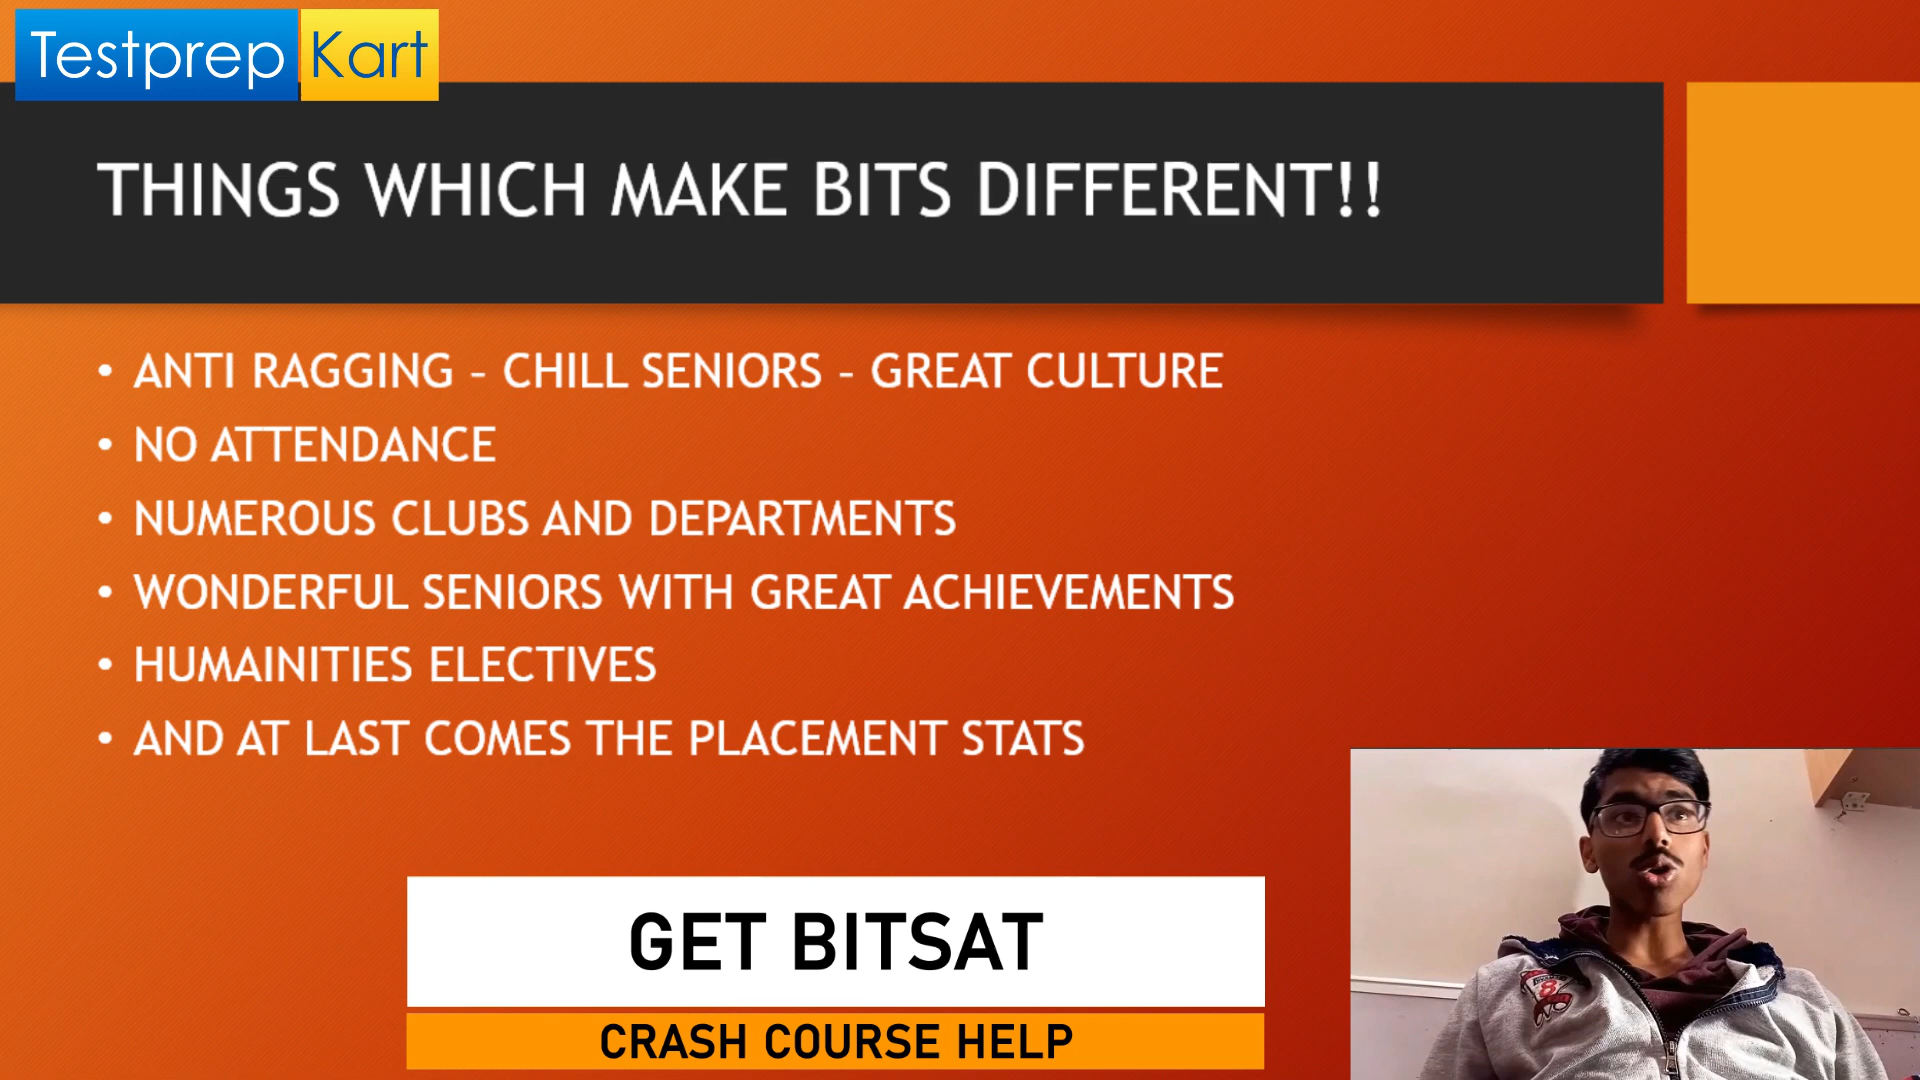 Testprep Kart
THINGS WHICH MAKE BITS DIFFERENT!!
• ANTI RAGGING – CHILL SENIORS – GREAT CULTURE
• NO ATTENDANCE
• NUMEROUS CLUBS AND DEPARTMENTS
• WONDERFUL SENIORS WITH GREAT ACHIEVEMENTS
• HUMAINITIES ELECTIVES
• AND AT LAST COMES THE PLACEMENT STATS
GET BITSAT
CRASH COURSE HELP
8